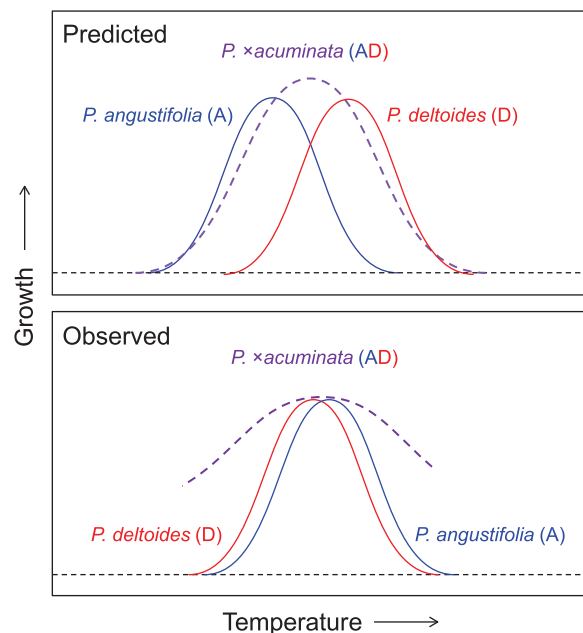 Predicted
P. ×acuminata (AD)
P. angustifolia (A)
P. deltoides (D)
Growth
Observed
P. ×acuminata (AD)
P. deltoides (D)
P. angustifolia (A)
Temperature